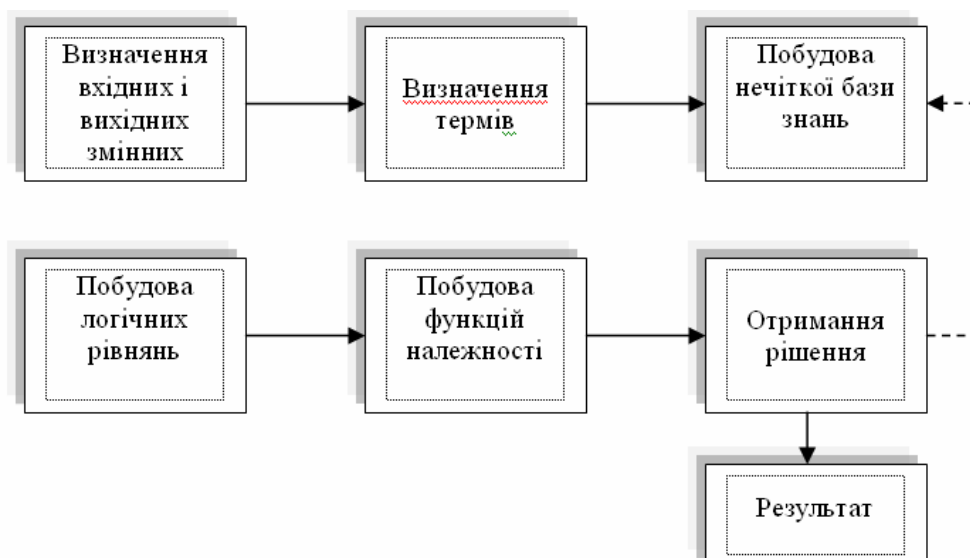 Визначення
вхідних і
вихідних
змінних
Визначення
термів
Побудова
нечіткої бази
знань
Побудова
логічних
рівнянь
Побудова
функцій
належності
Отримання
рішення
Результат